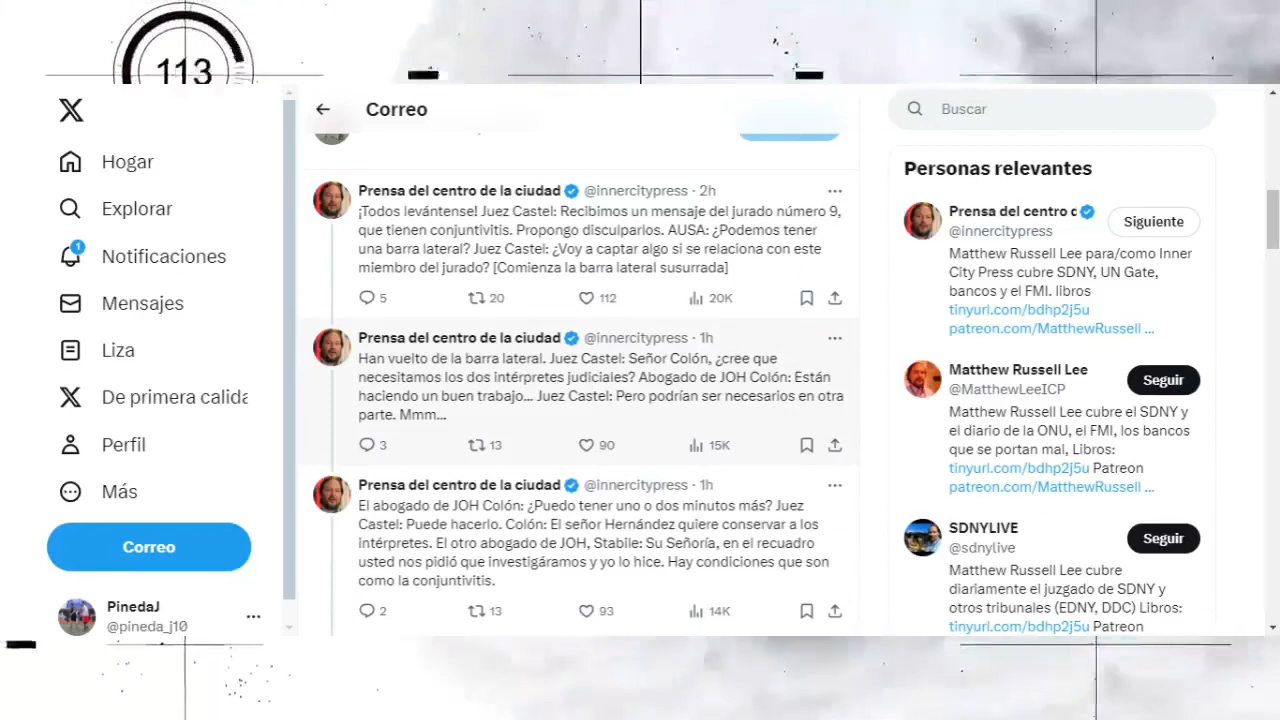 113
Correo
Buscar
Hogar
Explorar
1
Notificaciones
Mensajes
Liza
De primera calida
Perfil
Más
Correo
PinedaJ
@pineda_j10
Prensa del centro de la ciudad @innercitypress · 2h
¡Todos levántense! Juez Castel: Recibimos un mensaje del jurado número 9,
que tienen conjuntivitis. Propongo disculparlos. AUSA: ¿Podemos tener
una barra lateral? Juez Castel: ¿Voy a captar algo si se relaciona con este
miembro del jurado? [Comienza la barra lateral susurrada]
5 20 112 20K
Prensa del centro de la ciudad @innercitypress · 1h
Han vuelto de la barra lateral. Juez Castel: Señor Colón, ¿cree que
necesitamos los dos intérpretes judiciales? Abogado de JOH Colón: Están
haciendo un buen trabajo... Juez Castel: Pero podrían ser necesarios en otra
parte. Mmm...
3 13 90 15K
Prensa del centro de la ciudad @innercitypress · 1h
El abogado de JOH Colón: ¿Puedo tener uno o dos minutos más? Juez
Castel: Puede hacerlo. Colón: El señor Hernández quiere conservar a los
intérpretes. El otro abogado de JOH, Stabile: Su Señoría, en el recuadro
usted nos pidió que investigáramos y yo lo hice. Hay condiciones que son
como la conjuntivitis.
2 13 93 14K
Personas relevantes
Prensa del centro c
@innercitypress
Siguiente
Matthew Russell Lee para/como Inner
City Press cubre SDNY, UN Gate,
bancos y el FMI. libros
tinyurl.com/bdhp2j5u
patreon.com/MatthewRussell ...
Matthew Russell Lee
@MatthewLeeICP
Seguir
Matthew Russell Lee cubre el SDNY y
el diario de la ONU, el FMI, los bancos
que se portan mal, Libros:
tinyurl.com/bdhp2j5u Patreon
patreon.com/MatthewRussell ...
SDNYLIVE
@sdnylive
Seguir
Matthew Russell Lee cubre
diariamente el juzgado de SDNY y
otros tribunales (EDNY, DDC) Libros:
tinyurl.com/bdhp2j5u Patreon